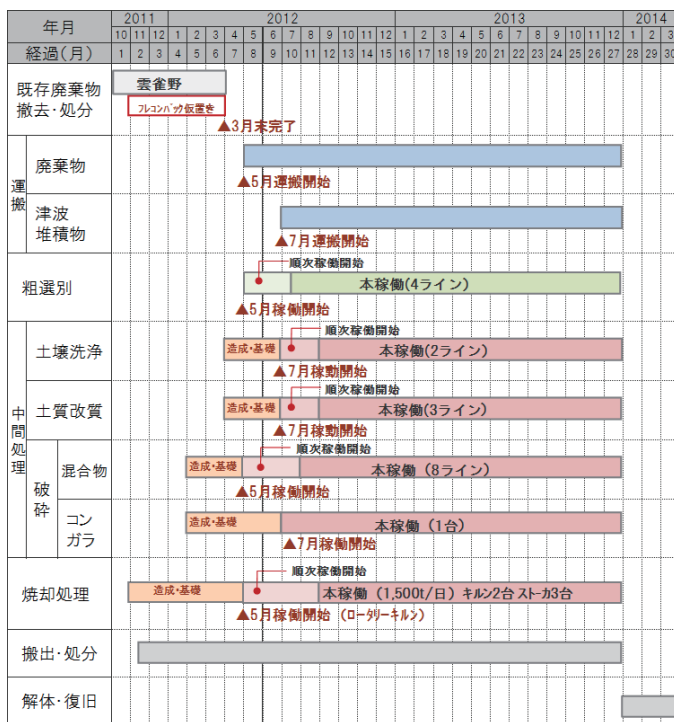 年月 2011 2012 2013 2014
10 11 12 1 2 3 4 5 6 7 8 9 10 11 12 1 2 3 4 5 6 7 8 9 10 11 12 1 2 3
経過(月) 1 2 3 4 5 6 7 8 9 10 11 12 13 14 15 16 17 18 19 20 21 22 23 24 25 26 27 28 29 30
既存廃棄物
撤去・処分
雲雀野
フレコンバック仮置き
▲3月末完了
運搬
廃棄物
▲5月運搬開始
津波
堆積物
▲7月運搬開始
粗選別
順次稼働開始
本稼働(4ライン)
▲5月稼働開始
中間処理
土壌洗浄
順次稼働開始
造成・基礎
本稼働(2ライン)
▲7月稼動開始
土質改質
順次稼働開始
造成・基礎
本稼働(3ライン)
▲7月稼動開始
破砕
混合物
順次稼働開始
造成・基礎
本稼働 (8ライン)
▲5月稼働開始
コン
ガラ
造成・基礎
本稼働 (1台)
▲7月稼働開始
焼却処理
順次稼働開始
造成・基礎
本稼働 (1,500t/日) キルン2台 ストーカ3台
▲5月稼働開始 (ロータリーキルン)
搬出・処分
解体・復旧